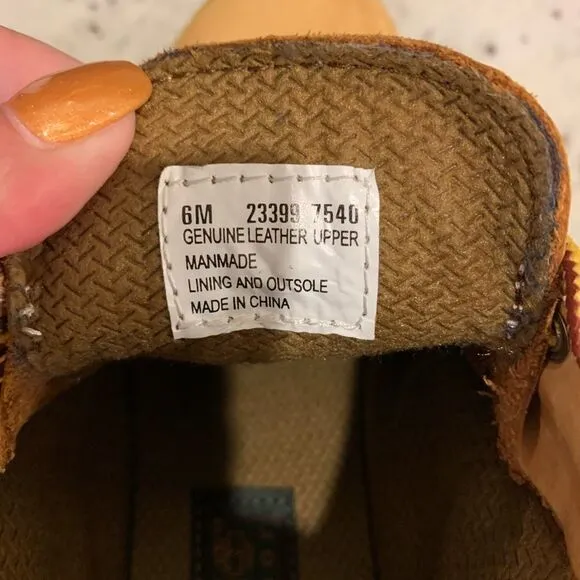 6M 23399 7540
GENUINE LEATHER UPPER
MANMADE
LINING AND OUTSOLE
MADE IN CHINA